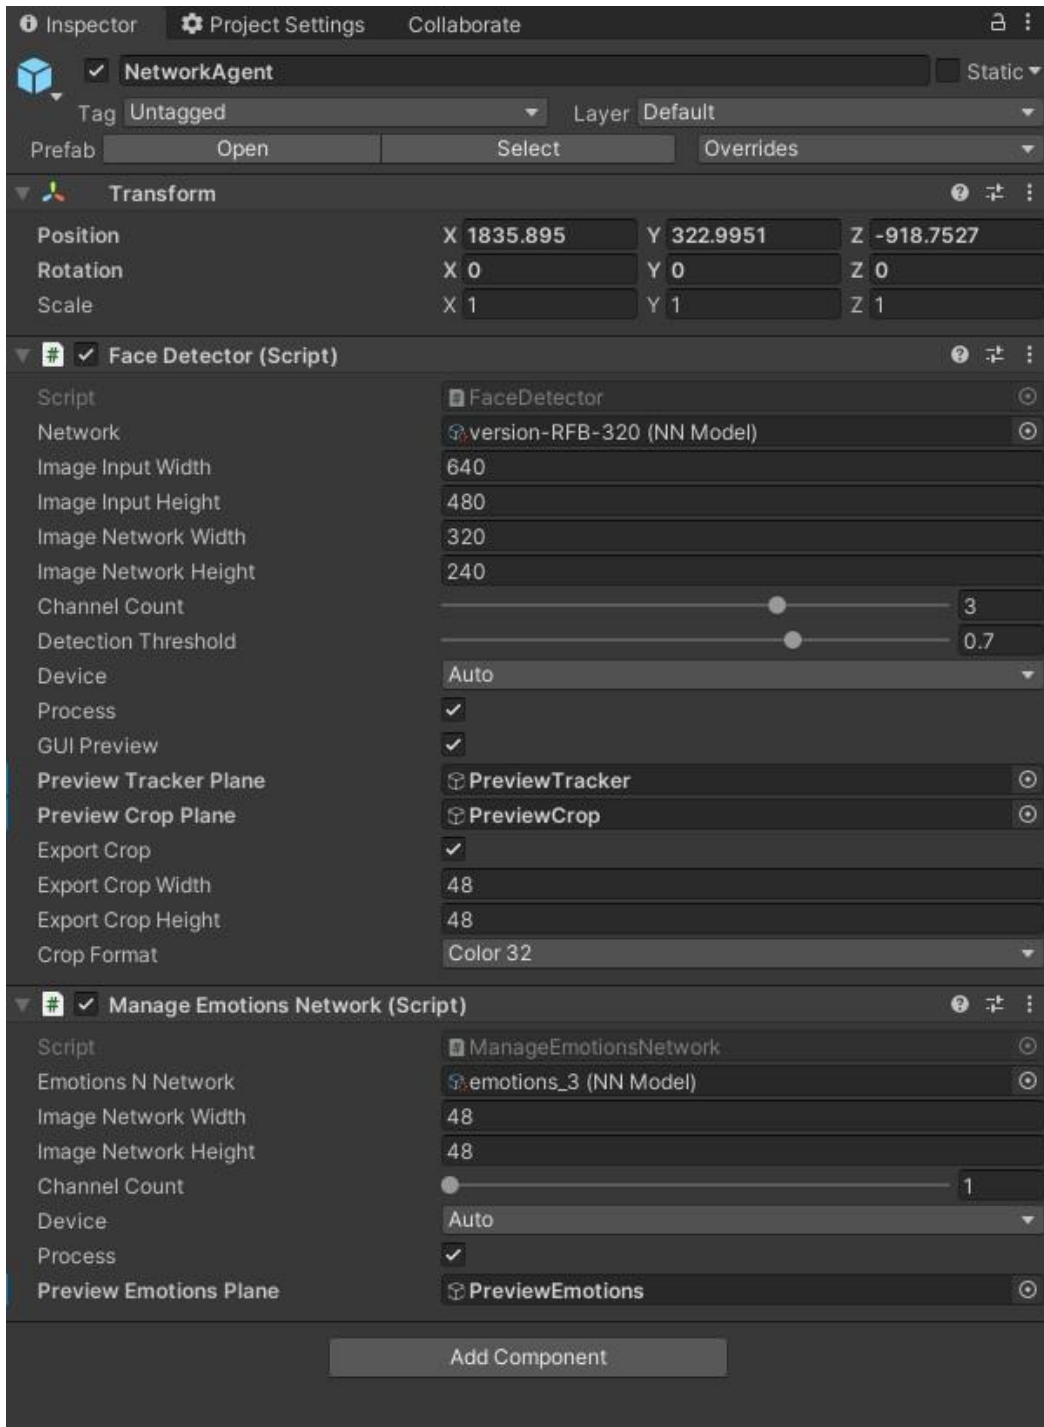 Inspector Project Settings Collaborate
NetworkAgent Static
Tag Untagged Layer Default
Prefab Open Select Overrides
Transform
Position X 1835.895 Y 322.9951 Z -918.7527
Rotation X 0 Y 0 Z 0
Scale X 1 Y 1 Z 1
# Face Detector (Script)
Script # FaceDetector
Network version-RFB-320 (NN Model)
Image Input Width 640
Image Input Height 480
Image Network Width 320
Image Network Height 240
Channel Count 3
Detection Threshold 0.7
Device Auto
Process
GUI Preview
Preview Tracker Plane PreviewTracker
Preview Crop Plane PreviewCrop
Export Crop
Export Crop Width 48
Export Crop Height 48
Crop Format Color 32
# Manage Emotions Network (Script)
Script # ManageEmotionsNetwork
Emotions N Network emotions_3 (NN Model)
Image Network Width 48
Image Network Height 48
Channel Count 1
Device Auto
Process
Preview Emotions Plane PreviewEmotions
Add Component